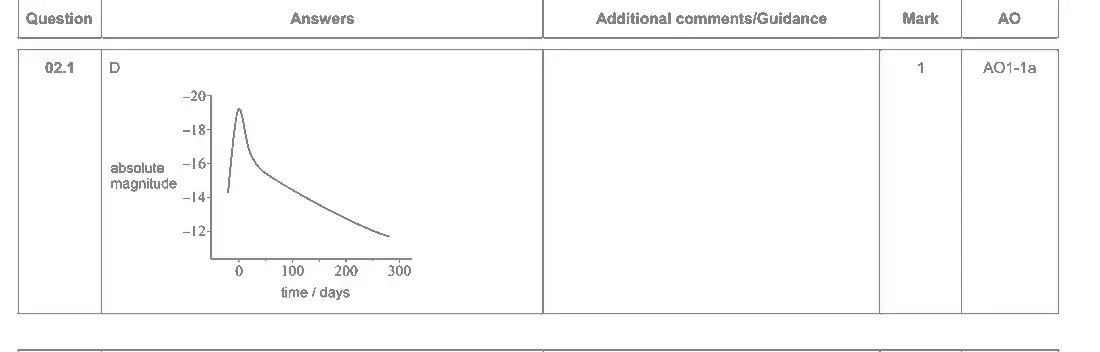 Question Answers Additional comments/Guidance Mark AO
02.1 D 1 AO1-1a
–20
–18
absolute
magnitude
–16
–14
–12
0 100 200 300
time / days